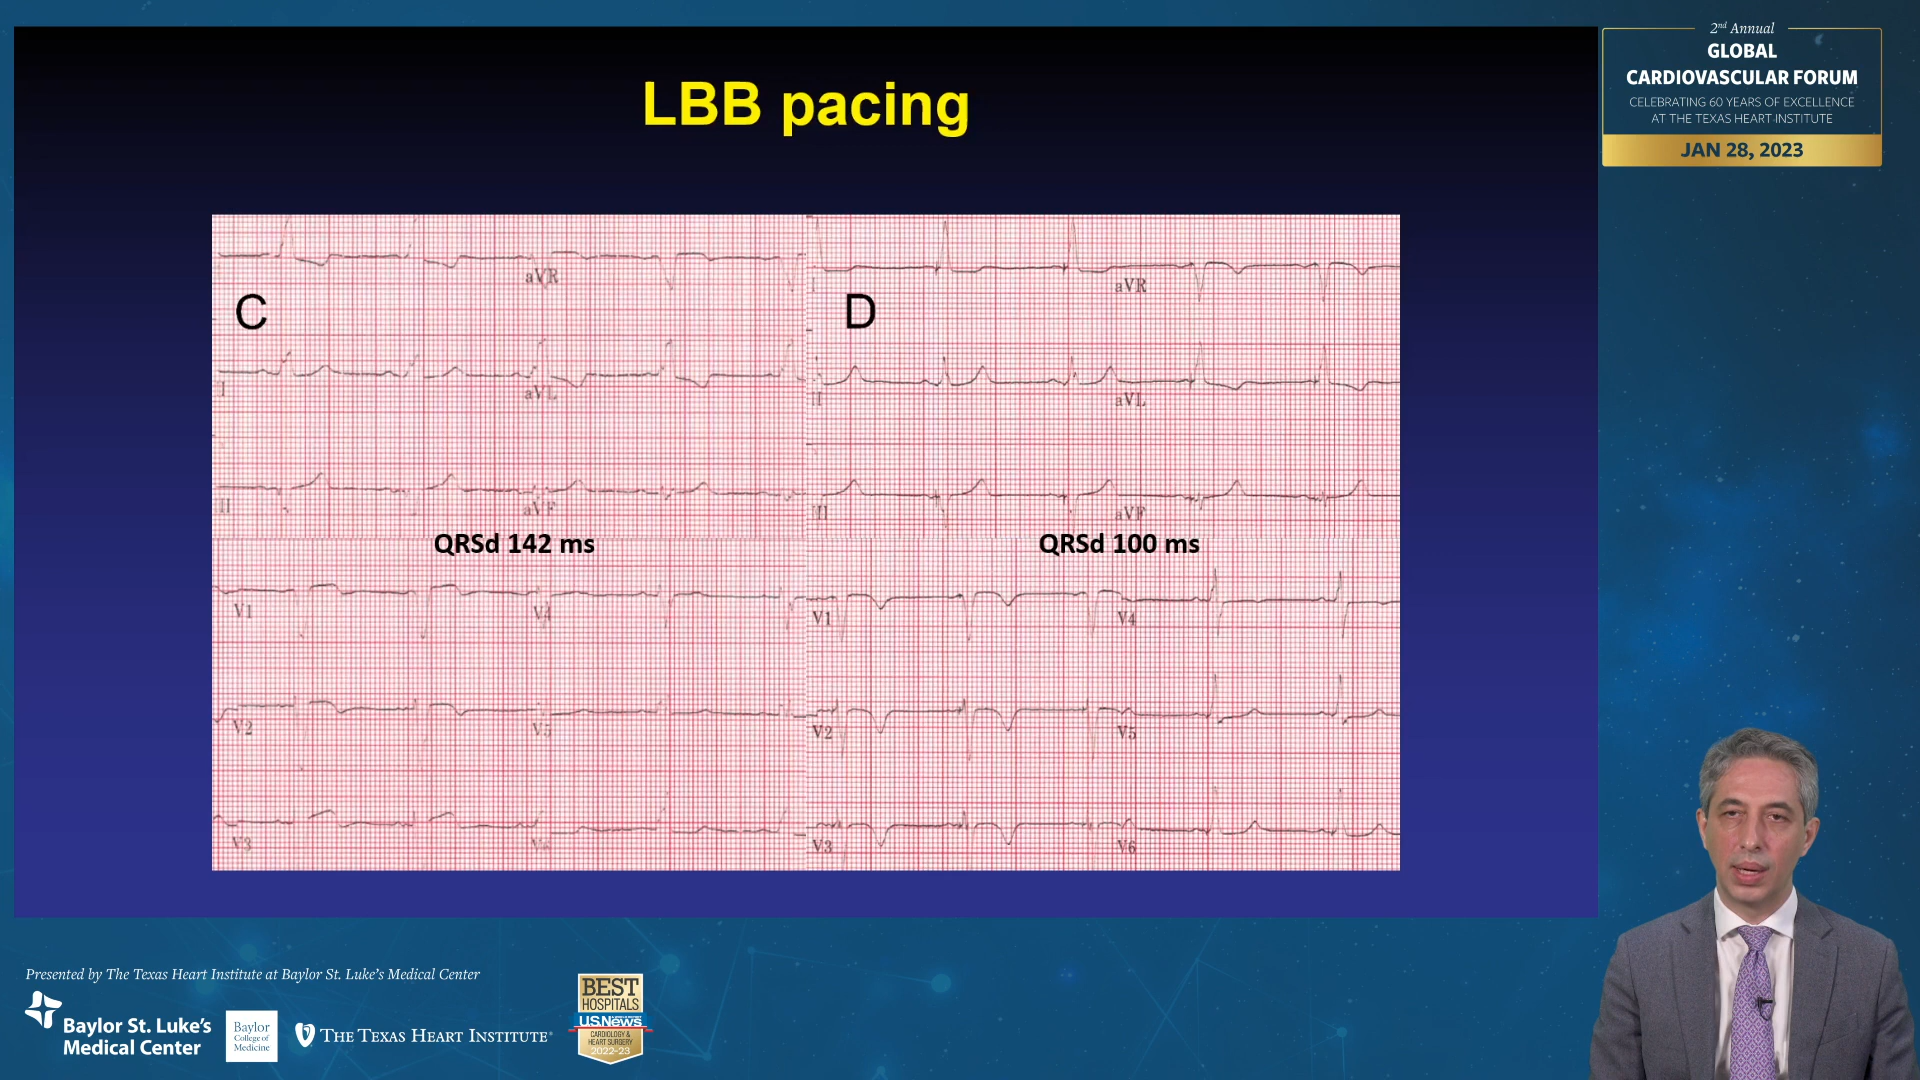 LBB pacing
2nd Annual
GLOBAL
CARDIOVASCULAR FORUM
CELEBRATING 60 YEARS OF EXCELLENCE
AT THE TEXAS HEART INSTITUTE
JAN 28, 2023
C
aVR
aVL
II
aVF
QRSd 142 ms
V1
V4
V2
V5
V3
V6
D
I
aVR
II
aVL
III
aVF
QRSd 100 ms
V1
V4
V2
V5
V3
V6
Presented by The Texas Heart Institute at Baylor St. Luke's Medical Center
Baylor St. Luke's
Medical Center
Baylor
College of
Medicine
THE TEXAS HEART INSTITUTE®
BEST
HOSPITALS
U.S.News
CARDIOLOGY &
HEART SURGERY
2022-23